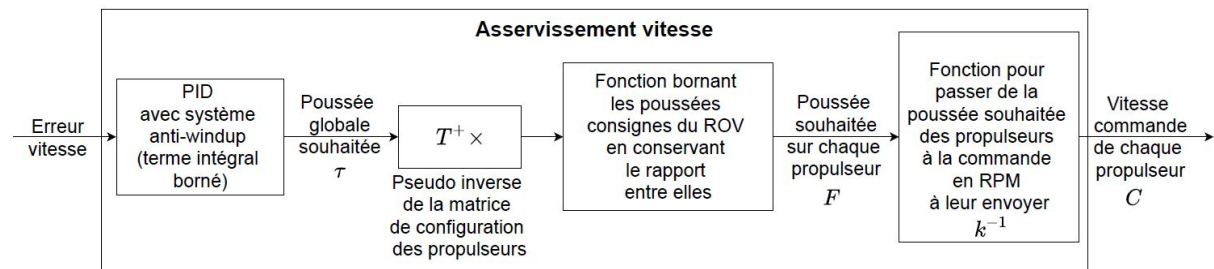 Asservissement vitesse
Erreur
vitesse
PID
avec système
anti-windup
(terme intégral
borné)
Poussée
globale
souhaitée
τ
T⁺ ×
Pseudo inverse
de la matrice
de configuration
des propulseurs
Fonction bornant
les poussées
consignes du ROV
en conservant
le rapport
entre elles
Poussée
souhaitée
sur chaque
propulseur
F
Fonction pour
passer de la
poussée souhaitée
des propulseurs
à la commande
en RPM
à leur envoyer
k⁻¹
Vitesse
commande
de chaque
propulseur
C